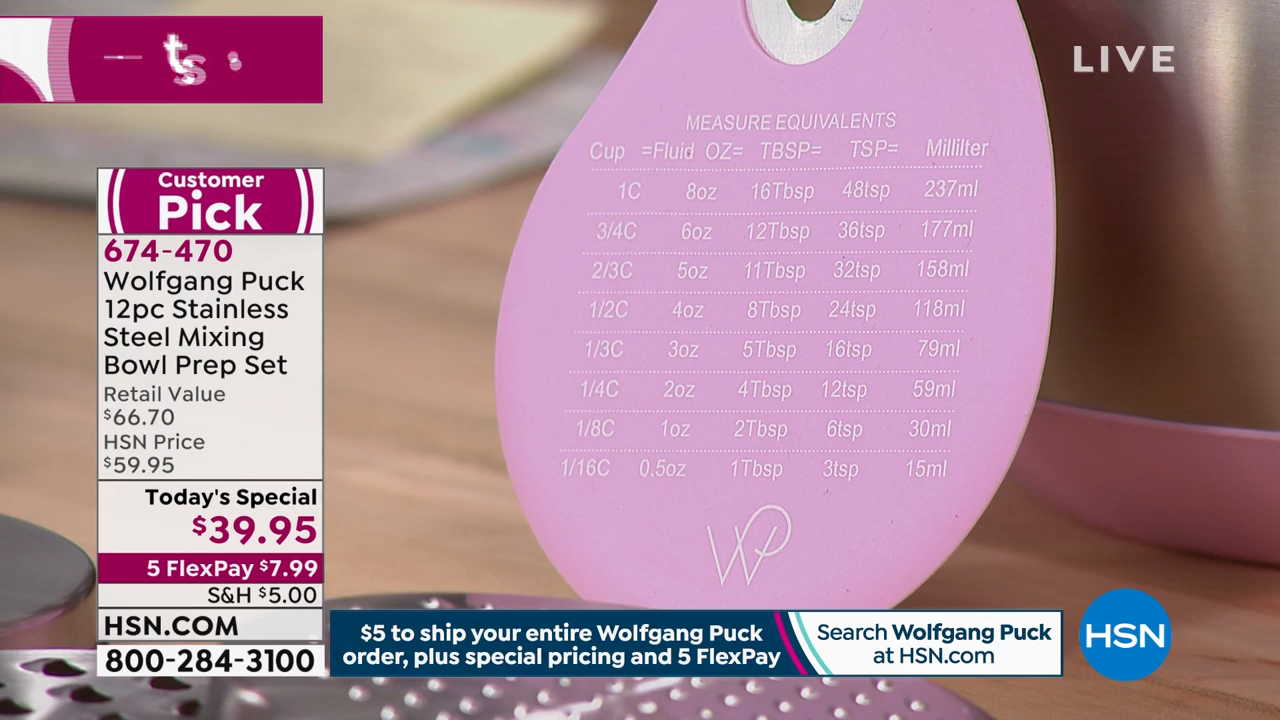 ts
LIVE
Customer
Pick
674-470
Wolfgang Puck
12pc Stainless
Steel Mixing
Bowl Prep Set
Retail Value
$66.70
HSN Price
$59.95
Today's Special
$39.95
5 FlexPay $7.99
S&H $5.00
HSN.COM
800-284-3100
MEASURE EQUIVALENTS
Cup =Fluid OZ= TBSP= TSP= Millilter
1C 8oz 16Tbsp 48tsp 237ml
3/4C 6oz 12Tbsp 36tsp 177ml
2/3C 5oz 11Tbsp 32tsp 158ml
1/2C 4oz 8Tbsp 24tsp 118ml
1/3C 3oz 5Tbsp 16tsp 79ml
1/4C 2oz 4Tbsp 12tsp 59ml
1/8C 1oz 2Tbsp 6tsp 30ml
1/16C 0.5oz 1Tbsp 3tsp 15ml
WP
$5 to ship your entire Wolfgang Puck
order, plus special pricing and 5 FlexPay
Search Wolfgang Puck
at HSN.com
HSN